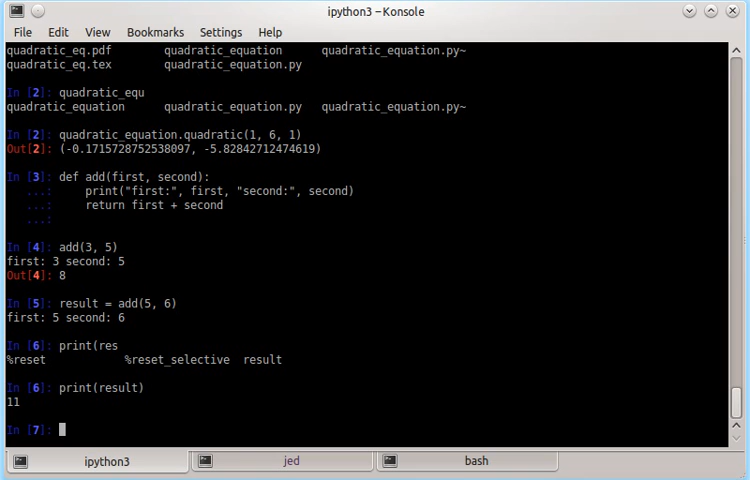 ipython3 – Konsole
File Edit View Bookmarks Settings Help
quadratic_eq.pdf quadratic_equation quadratic_equation.py~
quadratic_eq.tex quadratic_equation.py
In [2]: quadratic_equ
quadratic_equation quadratic_equation.py quadratic_equation.py~
In [2]: quadratic_equation.quadratic(1, 6, 1)
Out[2]: (-0.1715728752538097, -5.82842712474619)
In [3]: def add(first, second):
...: print("first:", first, "second:", second)
...: return first + second
...:
In [4]: add(3, 5)
first: 3 second: 5
Out[4]: 8
In [5]: result = add(5, 6)
first: 5 second: 6
In [6]: print(res
%reset %reset_selective result
In [6]: print(result)
11
In [7]:
ipython3 jed bash